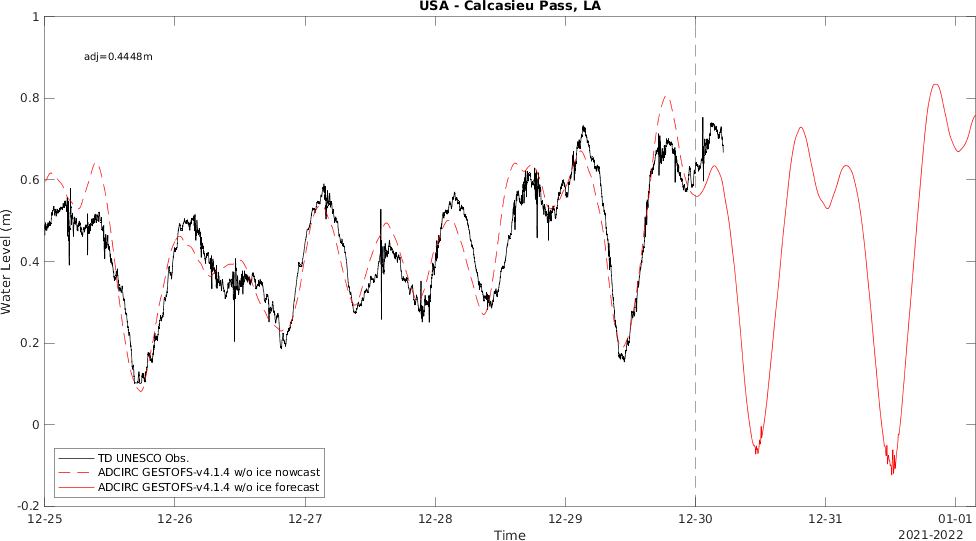 USA - Calcasieu Pass, LA
1
adj=0.4448m
0.8
0.6
0.4
0.2
0
-0.2
Water Level (m)
TD UNESCO Obs.
ADCIRC GESTOFS-v4.1.4 w/o ice nowcast
ADCIRC GESTOFS-v4.1.4 w/o ice forecast
12-25 12-26 12-27 12-28 12-29 12-30 12-31 01-01
Time
2021-2022